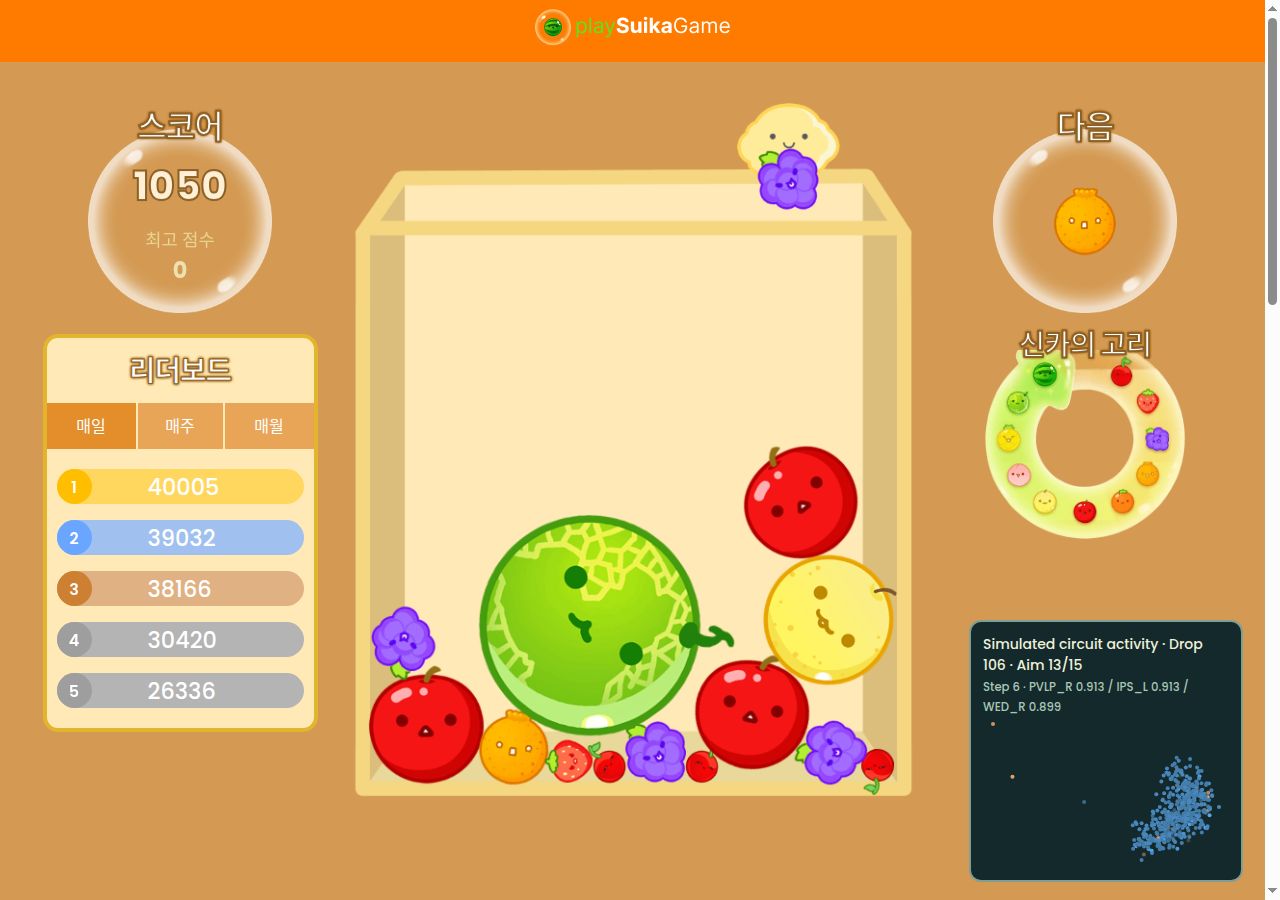 playSuikaGame
스코어
1050
최고 점수
0
다음
신카의 고리
리더보드
매일 매주 매월
1 40005
2 39032
3 38166
4 30420
5 26336
Simulated circuit activity · Drop
106 · Aim 13/15
Step 6 · PVLP_R 0.913 / IPS_L 0.913 /
WED_R 0.899